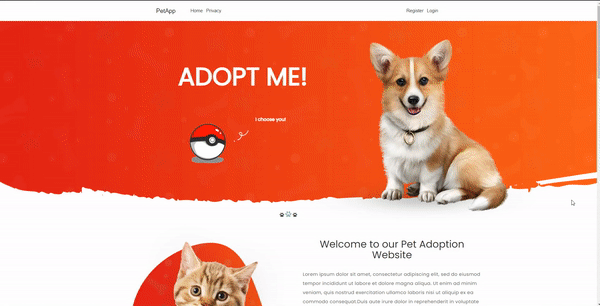 PetApp Home Privacy Register Login
ADOPT ME!
I choose you!
Welcome to our Pet Adoption
Website
Lorem ipsum dolor sit amet, consectetur adipiscing elit, sed do eiusmod
tempor incididunt ut labore et dolore magna aliqua. Ut enim ad minim
veniam, quis nostrud exercitation ullamco laboris nisi ut aliquip ex ea
commodo consequat.Duis aute irure dolor in reprehenderit in voluptate